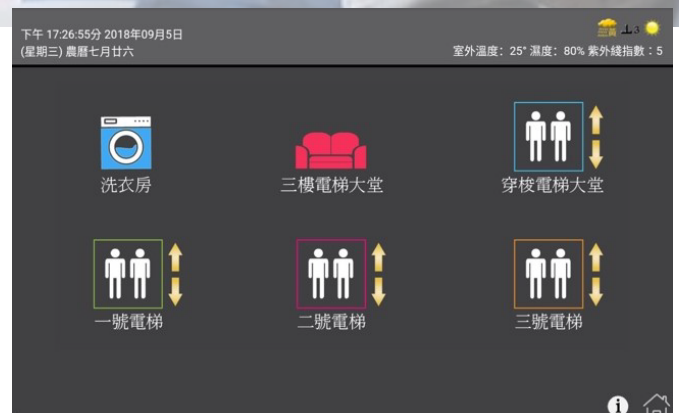 下午 17:26:55分 2018年09月5日
(星期三) 農曆七月廿六
室外溫度：25° 濕度：80% 紫外綫指數：5
洗衣房
三樓電梯大堂
穿梭電梯大堂
一號電梯
二號電梯
三號電梯